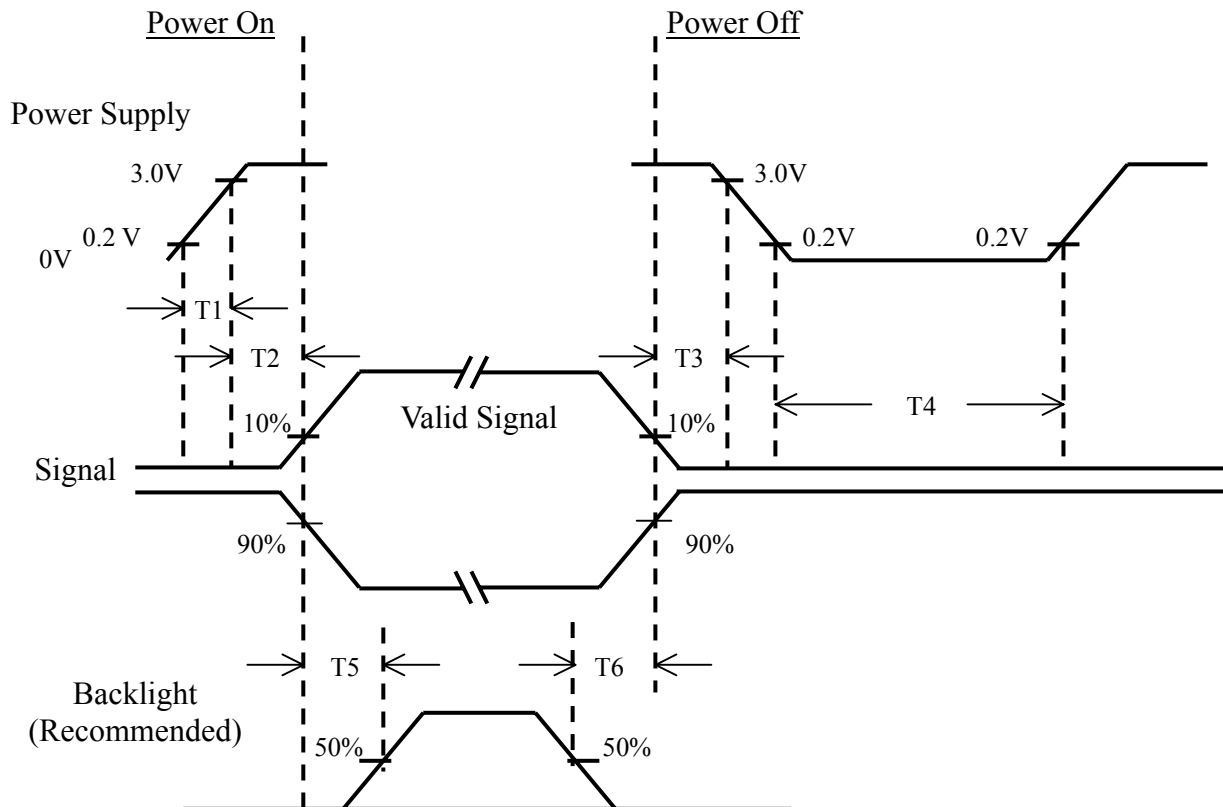 Power On
Power Off
Power Supply
3.0V
3.0V
0.2 V
0V
0.2V
0.2V
T1
T2
T3
T4
10%
Valid Signal
10%
Signal
90%
90%
T5
T6
Backlight
(Recommended)
50%
50%